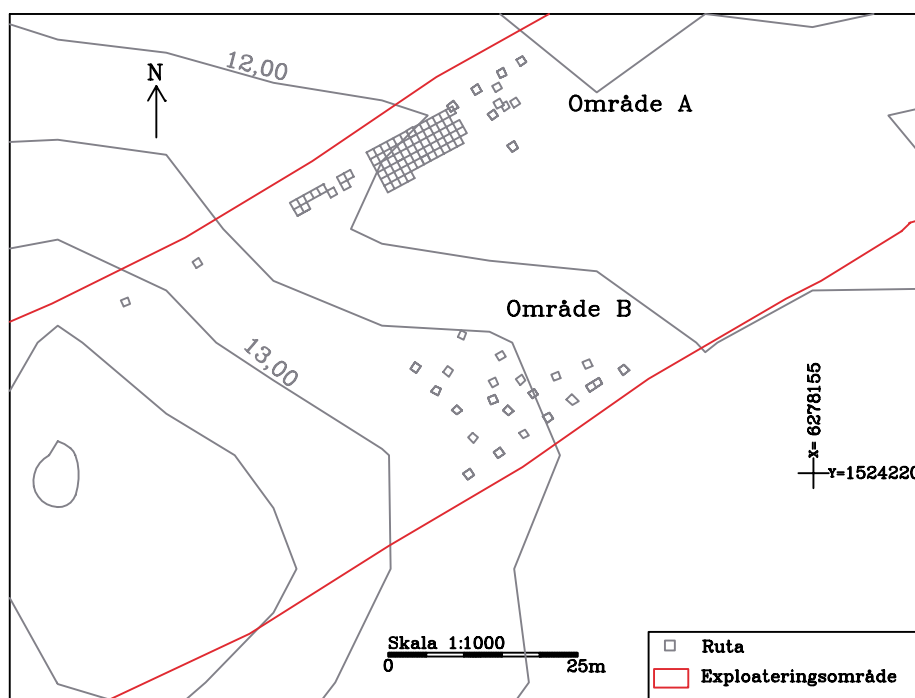 12,00
N
Område A
Område B
13,00
X= 6278155
Y=1524220
Skala 1:1000
0 25m
Ruta
Exploateringsområde